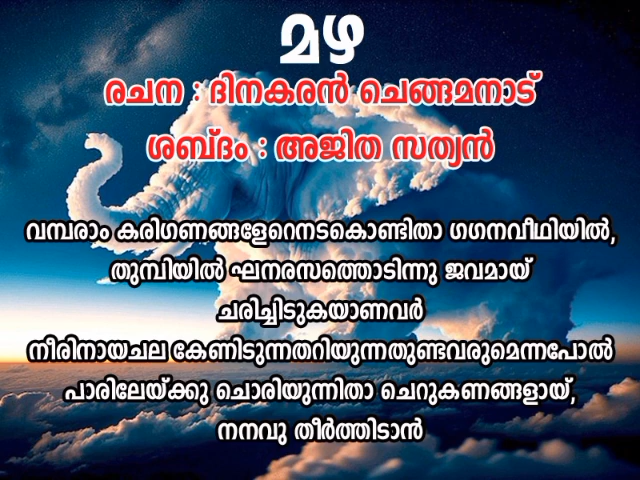 മഴ
രചന : ദിനകരൻ ചെങ്ങമനാട്
ശബ്ദം : അജിത സത്യൻ
വമ്പരാം കരിഗണങ്ങളേറെനടകൊണ്ടിതാ ഗഗനവീഥിയിൽ,
തുമ്പിയിൽ ഘനരസത്തൊടിന്നു ജവമായ്
ചരിച്ചിടുകയാണവർ
നീരിനായചല കേണിടുന്നതറിയുന്നതുണ്ടവരുമെന്നപോൽ
പാരിലേയ്ക്കു ചൊരിയുന്നിതാ ചെറുകണങ്ങളായ്,
നനവു തീർത്തിടാൻ